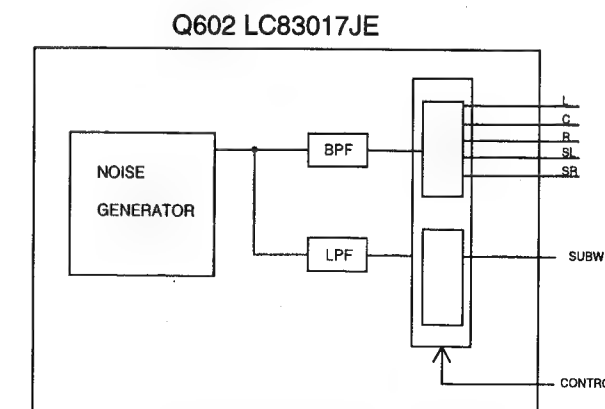 Q602 LC83017JE
NOISE
GENERATOR
BPF
LPF
L
C
R
SL
SR
SUBW
CONTRO